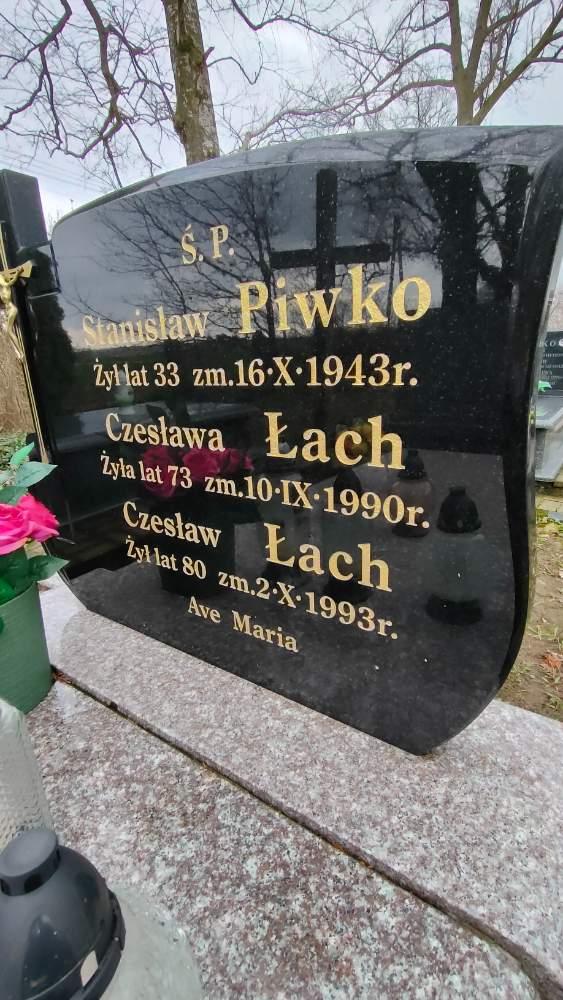 Ś. P.
Stanisław Piwko
Żył lat 33 zm.16·X·1943r.
Czesława Łach
Żyła lat 73 zm.10·IX·1990r.
Czesław Łach
Żył lat 80 zm.2·X·1993r.
Ave Maria